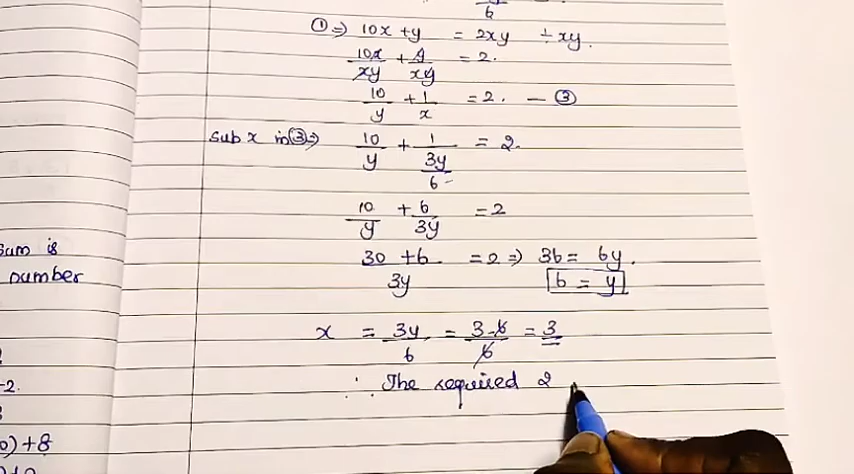 6
① ⇒ 10x + y = 2xy ÷ xy.
10x/xy + y/xy = 2.
10/y + 1/x = 2. — ③
Sub x in ③ ⇒ 10/y + 1/(3y/6) = 2.
10/y + 6/3y = 2
30 + 6/3y = 2 ⇒ 36 = 6y.
6 = y
x = 3y/6 = 3·6/6 = 3
∴ The required 2
sum is
number
-2.
0) + 8